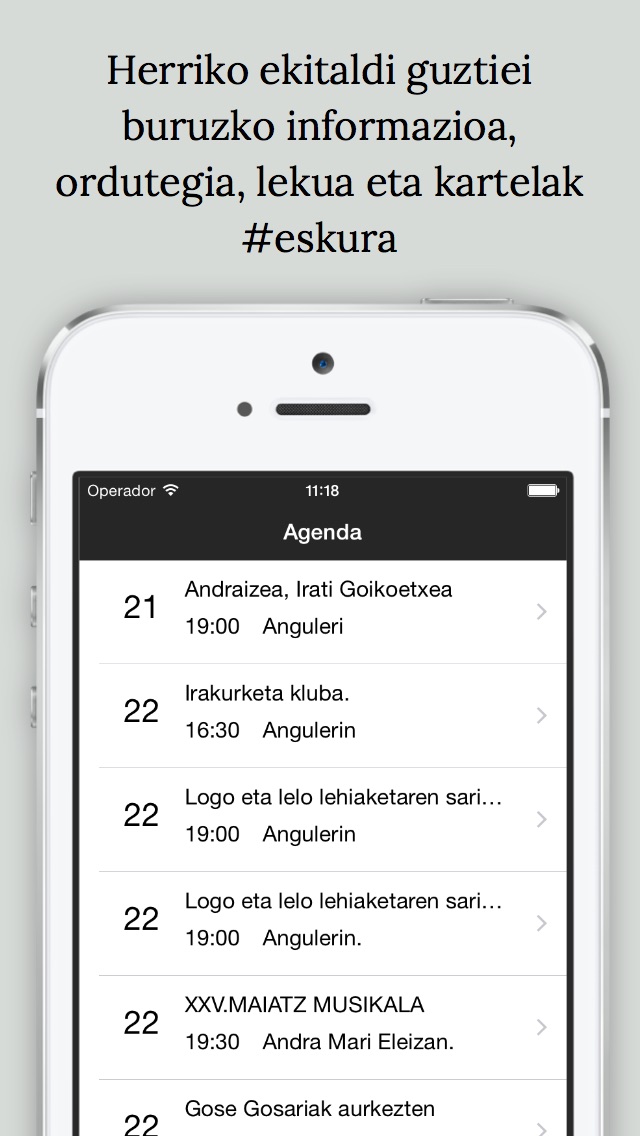 Herriko ekitaldi guztiei
buruzko informazioa,
ordutegia, lekua eta kartelak
#eskura
Operador 11:18
Agenda
21 Andraizea, Irati Goikoetxea
19:00 Anguleri
22 Irakurketa kluba.
16:30 Angulerin
22 Logo eta lelo lehiaketaren sari…
19:00 Angulerin
22 Logo eta lelo lehiaketaren sari…
19:00 Angulerin.
22 XXV.MAIATZ MUSIKALA
19:30 Andra Mari Eleizan.
22 Gose Gosariak aurkezten